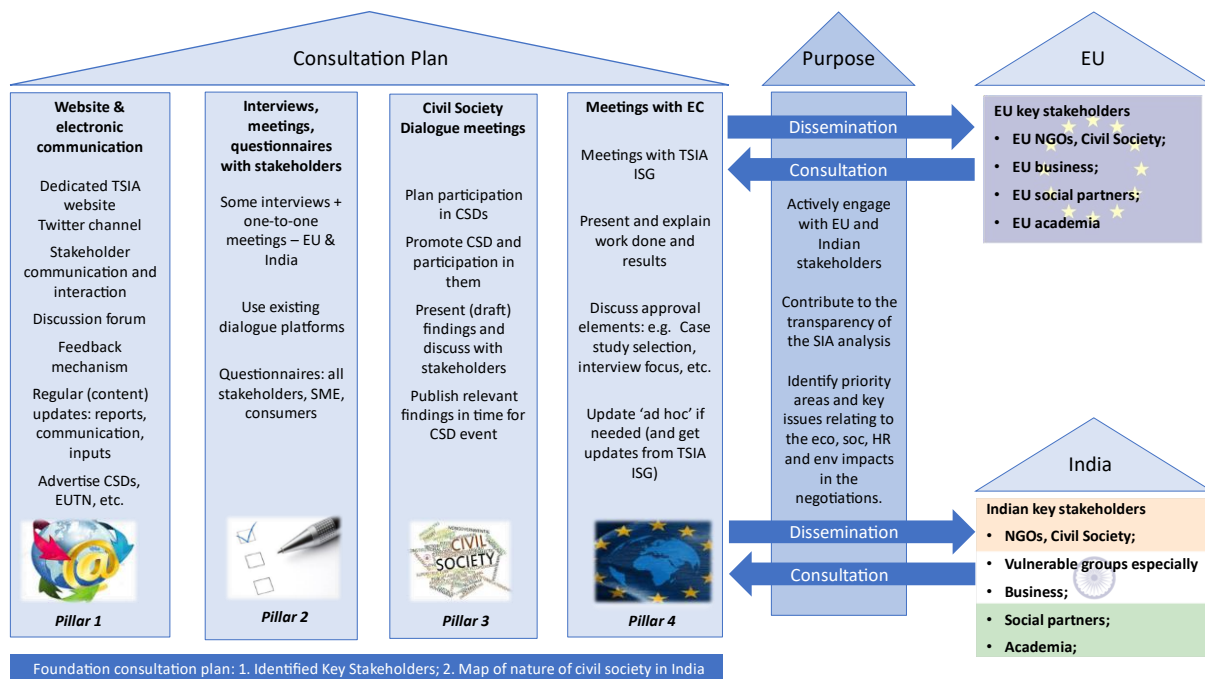 Consultation Plan
Website &
electronic
communication
Dedicated TSIA
website
Twitter channel
Stakeholder
communication and
interaction
Discussion forum
Feedback
mechanism
Regular (content)
updates: reports,
communication,
inputs
Advertise CSDs,
EUTN, etc.
Pillar 1
Interviews,
meetings,
questionnaires
with stakeholders
Some interviews +
one-to-one
meetings – EU &
India
Use existing
dialogue platforms
Questionnaires: all
stakeholders, SME,
consumers
Pillar 2
Civil Society
Dialogue meetings
Plan participation
in CSDs
Promote CSD and
participation in
them
Present (draft)
findings and
discuss with
stakeholders
Publish relevant
findings in time for
CSD event
CIVIL
SOCIETY
Pillar 3
Meetings with EC
Meetings with TSIA
ISG
Present and explain
work done and
results
Discuss approval
elements: e.g. Case
study selection,
interview focus, etc.
Update ‘ad hoc’ if
needed (and get
updates from TSIA
ISG)
Pillar 4
Foundation consultation plan: 1. Identified Key Stakeholders; 2. Map of nature of civil society in India
Purpose
Dissemination
Consultation
Actively engage
with EU and
Indian
stakeholders
Contribute to the
transparency of
the SIA analysis
Identify priority
areas and key
issues relating to
the eco, soc, HR
and env impacts
in the
negotiations.
Dissemination
Consultation
EU
EU key stakeholders
• EU NGOs, Civil Society;
• EU business;
• EU social partners;
• EU academia
India
Indian key stakeholders
• NGOs, Civil Society;
• Vulnerable groups especially
• Business;
• Social partners;
• Academia;